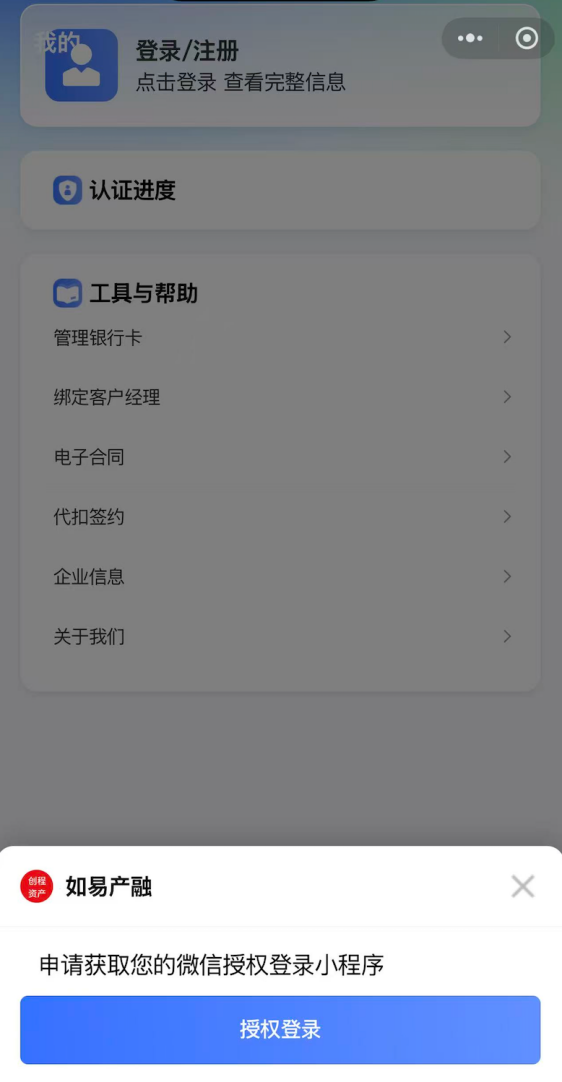 我的
登录/注册
点击登录 查看完整信息
认证进度
工具与帮助
管理银行卡
绑定客户经理
电子合同
代扣签约
企业信息
关于我们
创程
资产
如易产融
申请获取您的微信授权登录小程序
授权登录